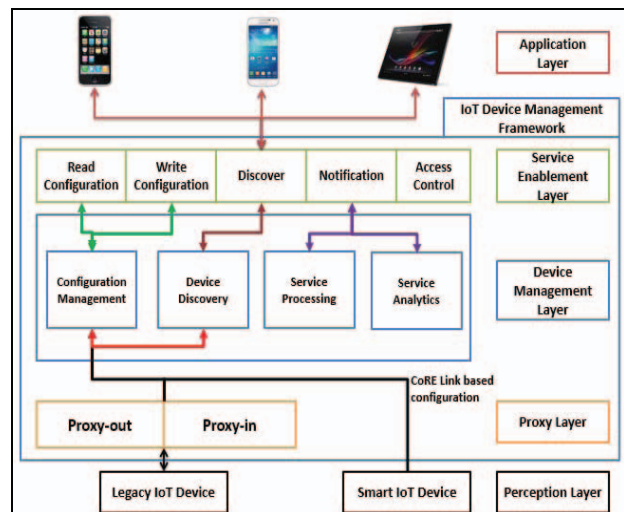 Application
Layer
IoT Device Management
Framework
Read
Configuration
Write
Configuration
Discover
Notification
Access
Control
Service
Enablement
Layer
Configuration
Management
Device
Discovery
Service
Processing
Service
Analytics
Device
Management
Layer
CoRE Link based
configuration
Proxy-out
Proxy-in
Proxy Layer
Legacy IoT Device
Smart IoT Device
Perception Layer